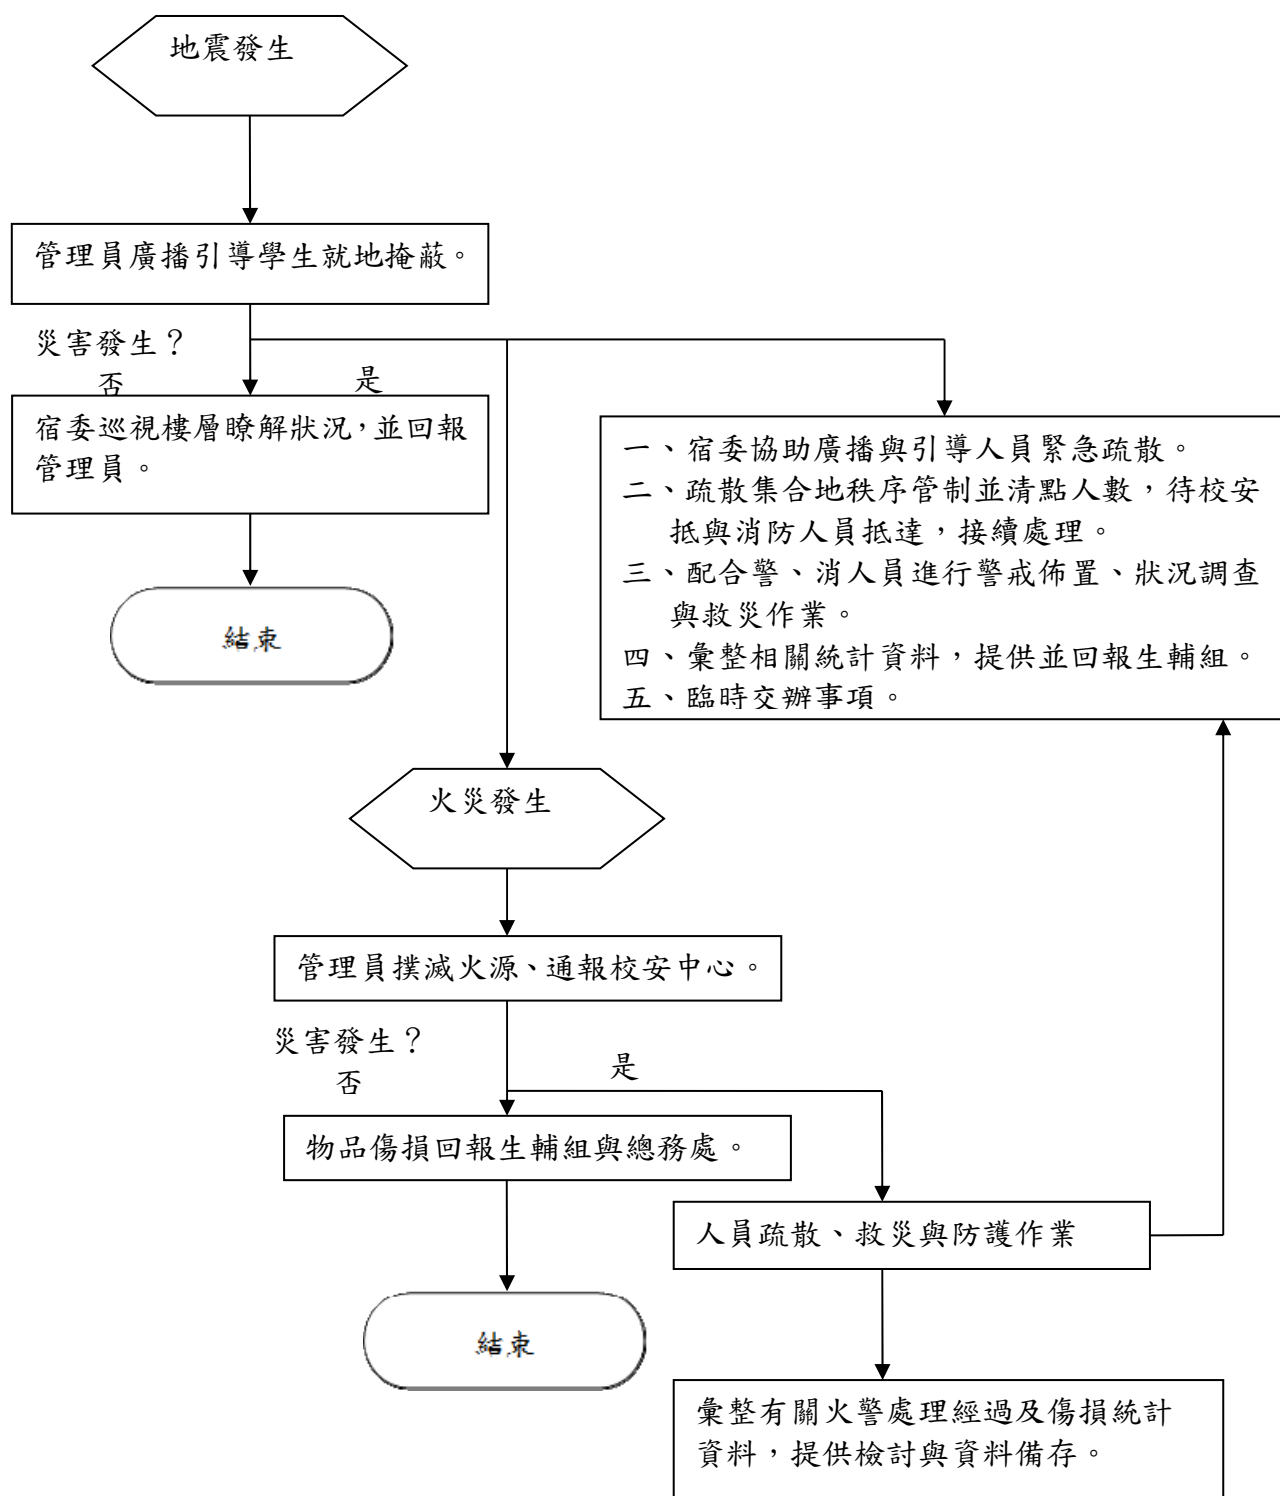 地震發生
管理員廣播引導學生就地掩蔽。
災害發生？
否
是
宿委巡視樓層瞭解狀況，並回報
管理員。
結束
一、宿委協助廣播與引導人員緊急疏散。
二、疏散集合地秩序管制並清點人數，待校安
抵與消防人員抵達，接續處理。
三、配合警、消人員進行警戒佈置、狀況調查
與救災作業。
四、彙整相關統計資料，提供並回報生輔組。
五、臨時交辦事項。
火災發生
管理員撲滅火源、通報校安中心。
災害發生？
否
是
物品傷損回報生輔組與總務處。
人員疏散、救災與防護作業
結束
彙整有關火警處理經過及傷損統計
資料，提供檢討與資料備存。